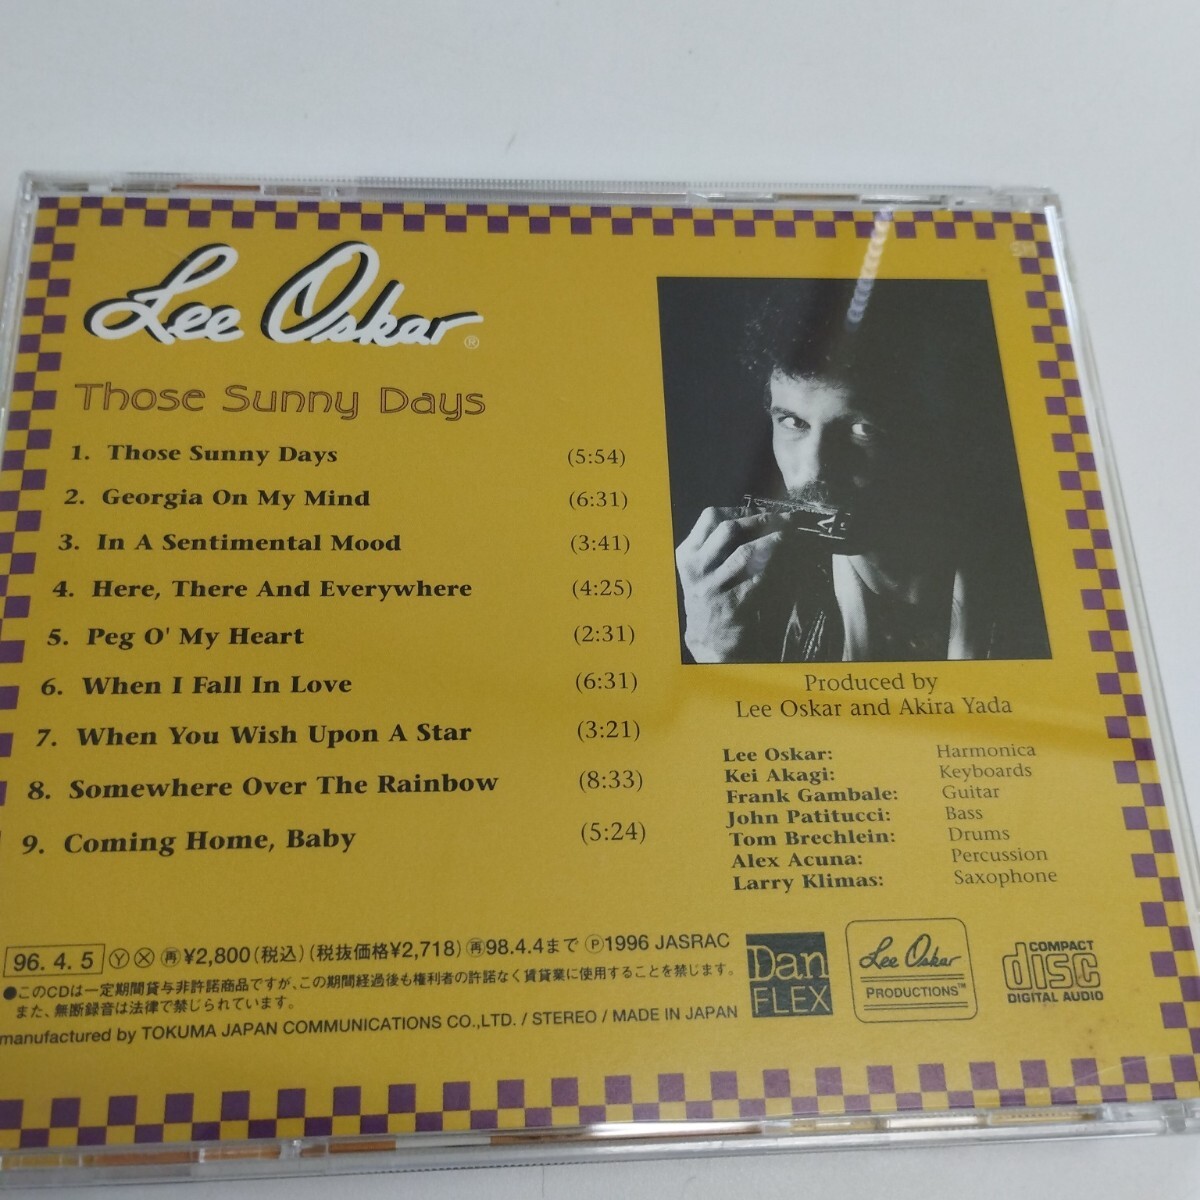 Lee Oskar ®
Those Sunny Days
1. Those Sunny Days (5:54)
2. Georgia On My Mind (6:31)
3. In A Sentimental Mood (3:41)
4. Here, There And Everywhere (4:25)
5. Peg O' My Heart (2:31)
6. When I Fall In Love (6:31)
7. When You Wish Upon A Star (3:21)
8. Somewhere Over The Rainbow (8:33)
9. Coming Home, Baby (5:24)
Produced by
Lee Oskar and Akira Yada
Lee Oskar: Harmonica
Kei Akagi: Keyboards
Frank Gambale: Guitar
John Patitucci: Bass
Tom Brechlein: Drums
Alex Acuna: Percussion
Larry Klimas: Saxophone
96. 4. 5 Ⓨ Ⓧ ㊢¥2,800(税込)(税抜価格¥2,718)㊢98.4.4まで Ⓟ1996 JASRAC
●このCDは一定期間貸与非許諾商品ですが、この期間経過後も権利者の許諾なく賃貸業に使用することを禁じます。
また、無断録音は法律で禁じられています。
manufactured by TOKUMA JAPAN COMMUNICATIONS CO.,LTD. / STEREO / MADE IN JAPAN
Dan
FLEX
Lee Oskar
PRODUCTIONS™
COMPACT
disc
DIGITAL AUDIO